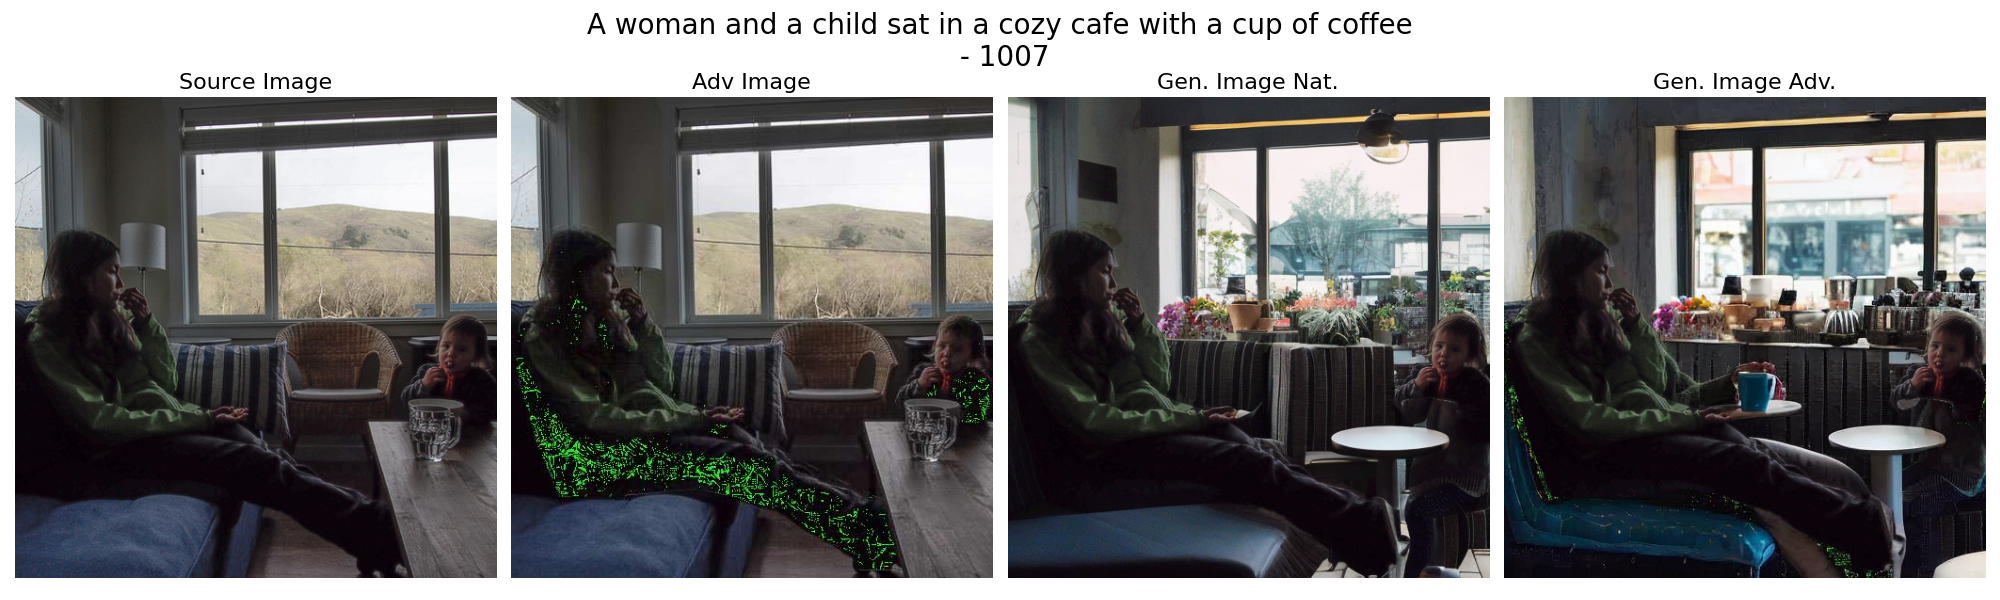 A woman and a child sat in a cozy cafe with a cup of coffee
- 1007
Source Image
Adv Image
Gen. Image Nat.
Gen. Image Adv.